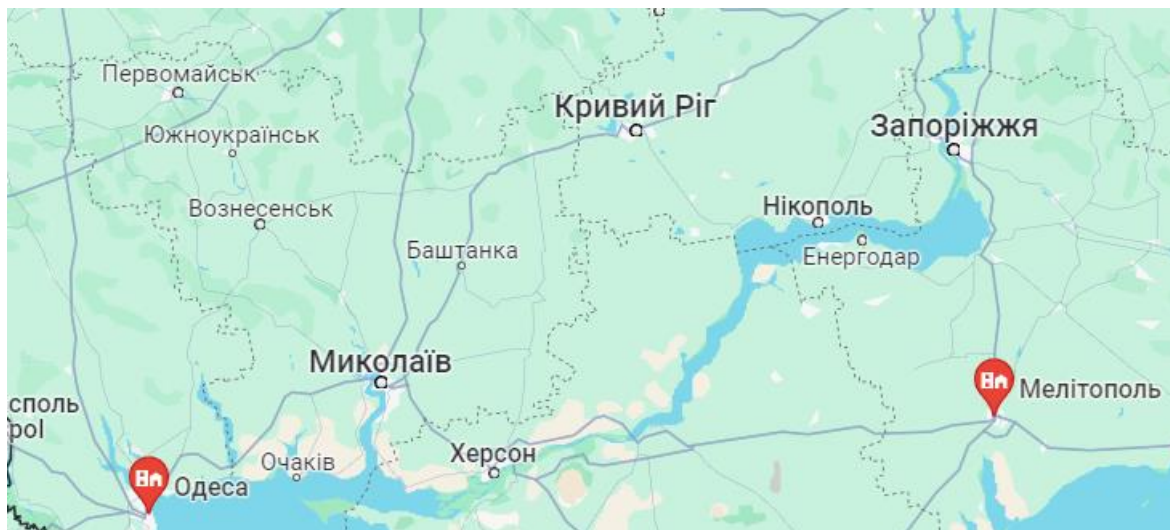 Первомайськ
Кривий Ріг
Запоріжжя
Южноукраїнськ
Вознесенськ
Нікополь
Баштанка
Енергодар
Миколаїв
Мелітополь
споль
pol
Херсон
Очаків
Одеса